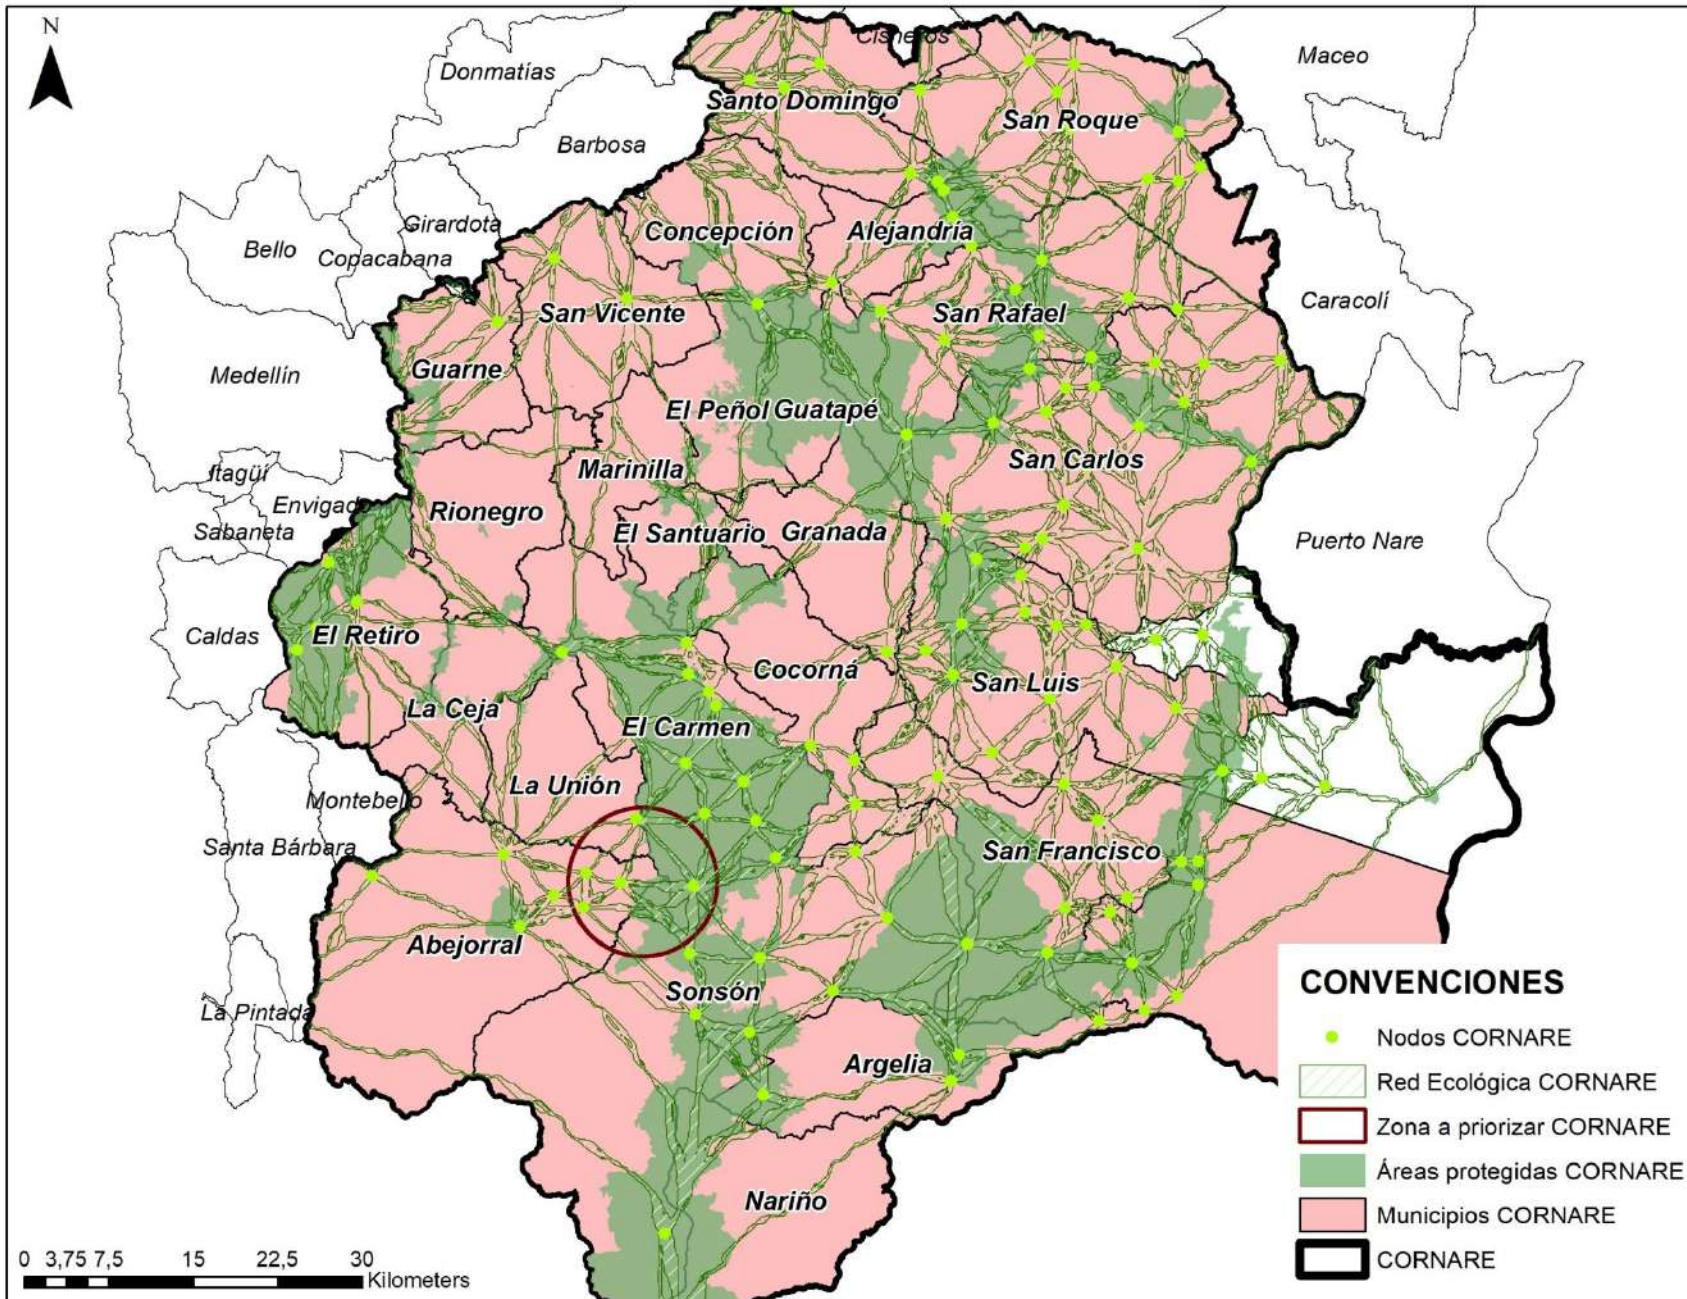 N
Cisneros
Maceo
Donmatías
Santo Domingo
San Roque
Barbosa
Girardota
Concepción
Alejandría
Bello
Copacabana
Caracolí
San Vicente
San Rafael
Guarne
Medellín
El Peñol
Guatapé
Marinilla
San Carlos
Itagüí
Envigado
Rionegro
Sabaneta
El Santuario
Granada
Puerto Nare
Caldas
El Retiro
Cocorná
San Luis
La Ceja
El Carmen
La Unión
Montebello
Santa Bárbara
San Francisco
Abejorral
Sonsón
La Pintada
Argelia
Nariño
CONVENCIONES
Nodos CORNARE
Red Ecológica CORNARE
Zona a priorizar CORNARE
Áreas protegidas CORNARE
Municipios CORNARE
CORNARE
0 3,75 7,5 15 22,5 30
Kilometers